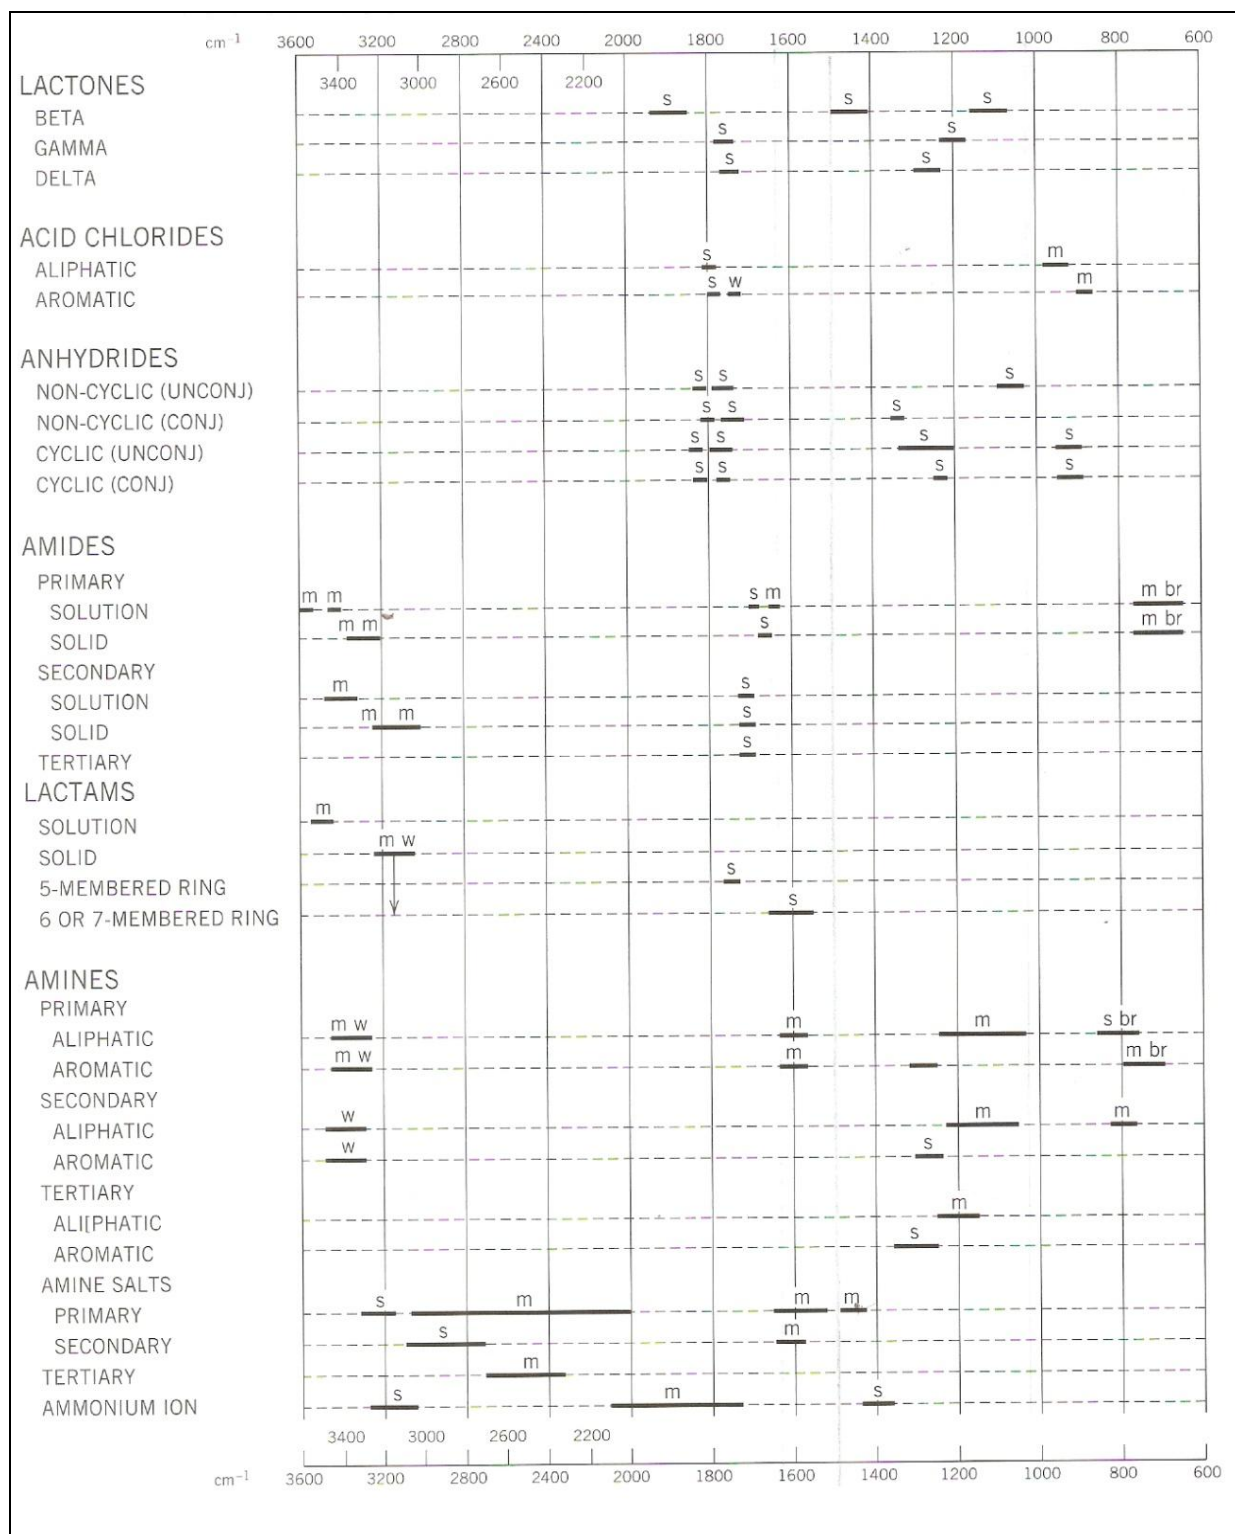 cm⁻¹ 3600 3200 2800 2400 2000 1800 1600 1400 1200 1000 800 600
3400 3000 2600 2200
LACTONES
s s s
BETA
s s
GAMMA
s s
DELTA
ACID CHLORIDES
s m
ALIPHATIC
s w m
AROMATIC
ANHYDRIDES
s s s
NON-CYCLIC (UNCONJ)
s s s
NON-CYCLIC (CONJ)
s s s s
CYCLIC (UNCONJ)
s s s s
CYCLIC (CONJ)
AMIDES
PRIMARY
m m s m m br
SOLUTION
m m s m br
SOLID
SECONDARY
m s
SOLUTION
m m s
SOLID
s
TERTIARY
LACTAMS
m
SOLUTION
m w
SOLID
s
5-MEMBERED RING
s
6 OR 7-MEMBERED RING
AMINES
PRIMARY
m w m m s br
ALIPHATIC
m w m m br
AROMATIC
SECONDARY
w m m
ALIPHATIC
w s
AROMATIC
TERTIARY
m
ALI[PHATIC
s
AROMATIC
AMINE SALTS
s m m m
PRIMARY
s m
SECONDARY
m
TERTIARY
s m s
AMMONIUM ION
3400 3000 2600 2200
cm⁻¹ 3600 3200 2800 2400 2000 1800 1600 1400 1200 1000 800 600